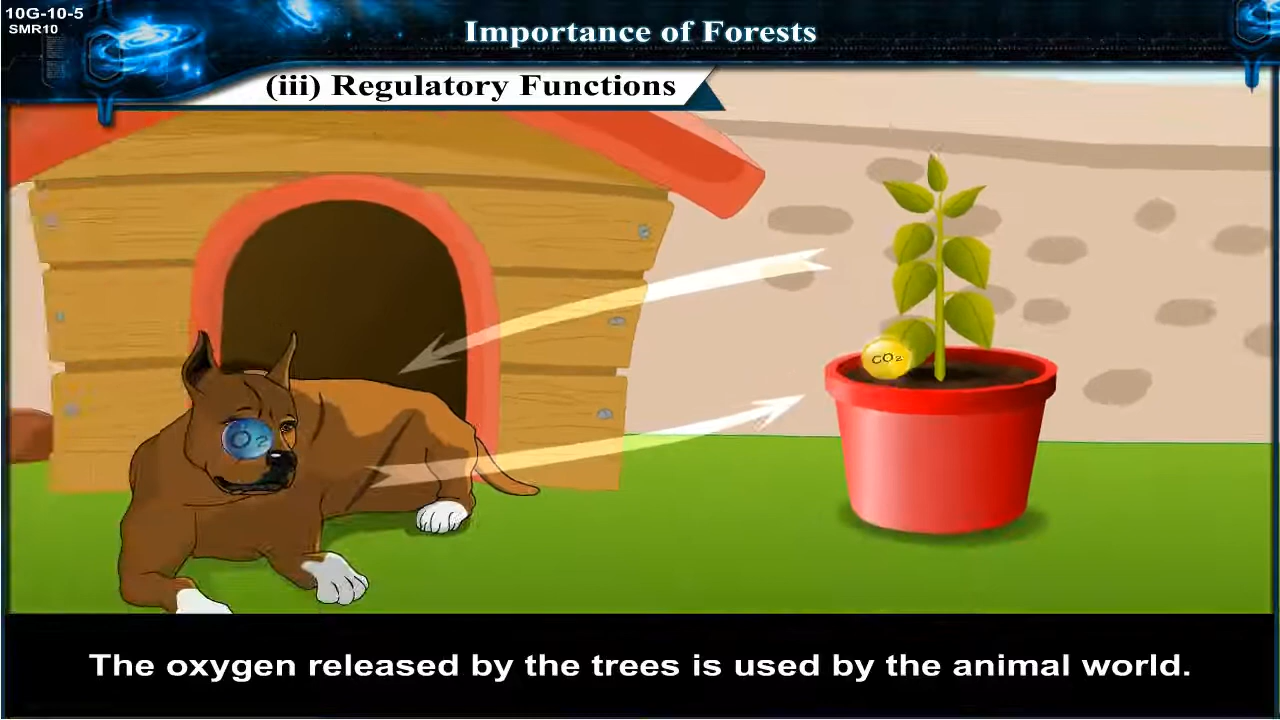 10G-10-5
SMR10
Importance of Forests
(iii) Regulatory Functions
CO₂
O₂
The oxygen released by the trees is used by the animal world.